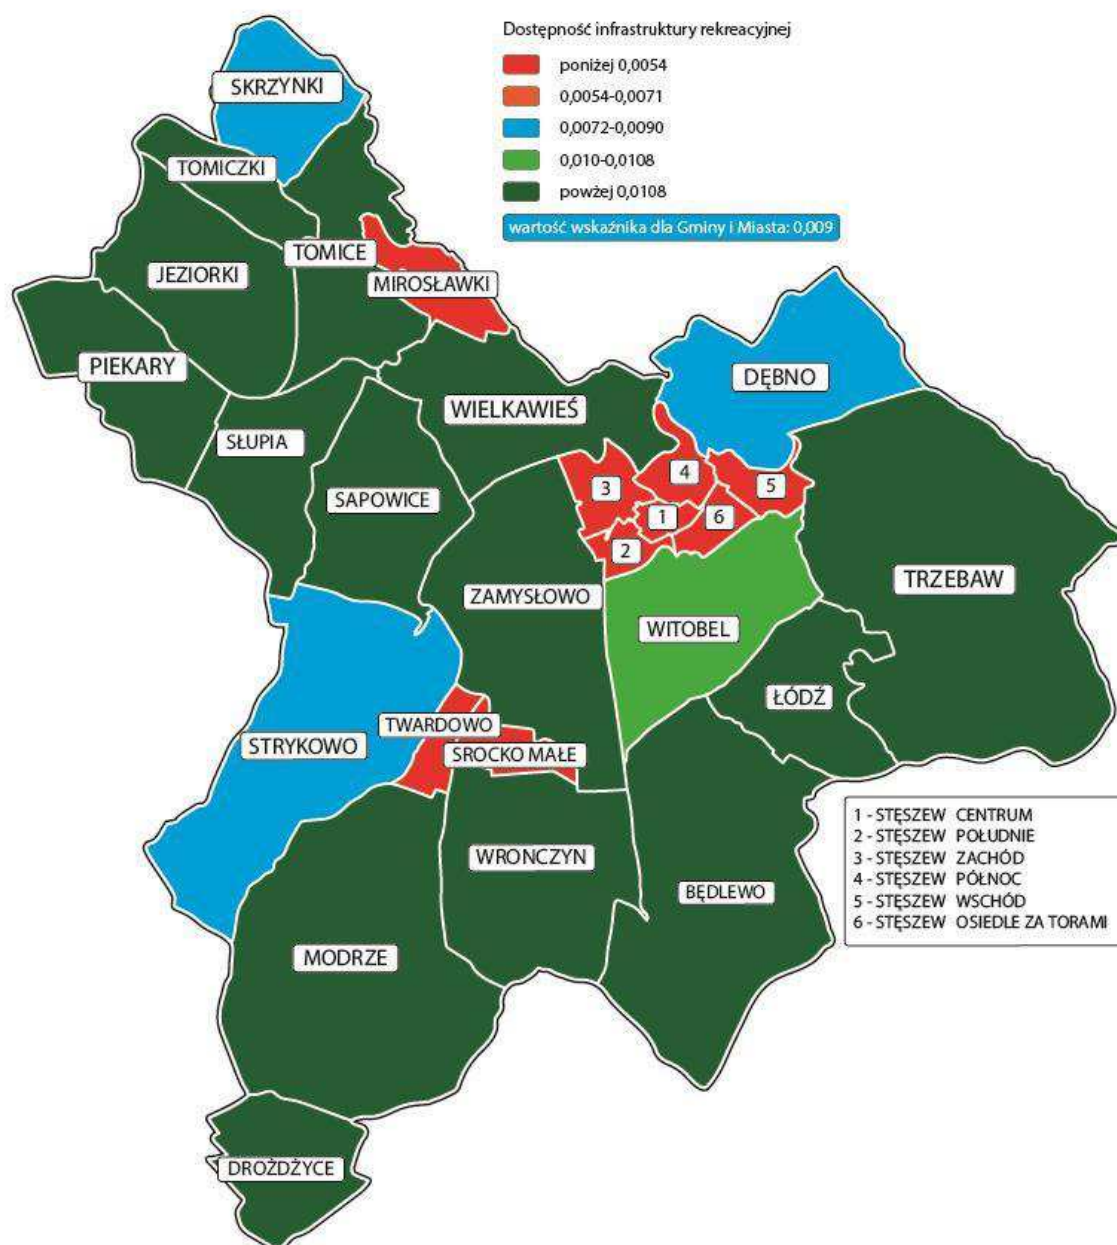 Dostępność infrastruktury rekreacyjnej
poniżej 0,0054
0,0054-0,0071
0,0072-0,0090
0,010-0,0108
powżej 0,0108
wartość wskaźnika dla Gminy i Miasta: 0,009
SKRZYNKI
TOMICZKI
TOMICE
JEZIORKI
MIROSŁAWKI
PIEKARY
DĘBNO
WIELKAWIEŚ
SŁUPIA
SAPOWICE
3
4
5
1
6
2
ZAMYSŁOWO
TRZEBAW
WITOBEL
ŁÓDŹ
TWARDOWO
STRYKOWO
SROCKO MAŁE
WRONCZYN
BĘDLEWO
MODRZE
DROŻDŻYCE
1 - STĘSZEW CENTRUM
2 - STĘSZEW POŁUDNIE
3 - STĘSZEW ZACHÓD
4 - STĘSZEW PÓŁNOC
5 - STĘSZEW WSCHÓD
6 - STĘSZEW OSIEDLE ZA TORAMI